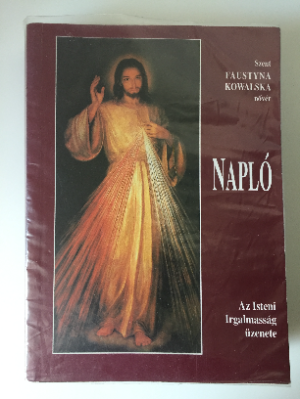 Szent
FAUSTYNA
KOWALSKA
nővér
NAPLÓ
Az Isteni
Irgalmasság
üzenete